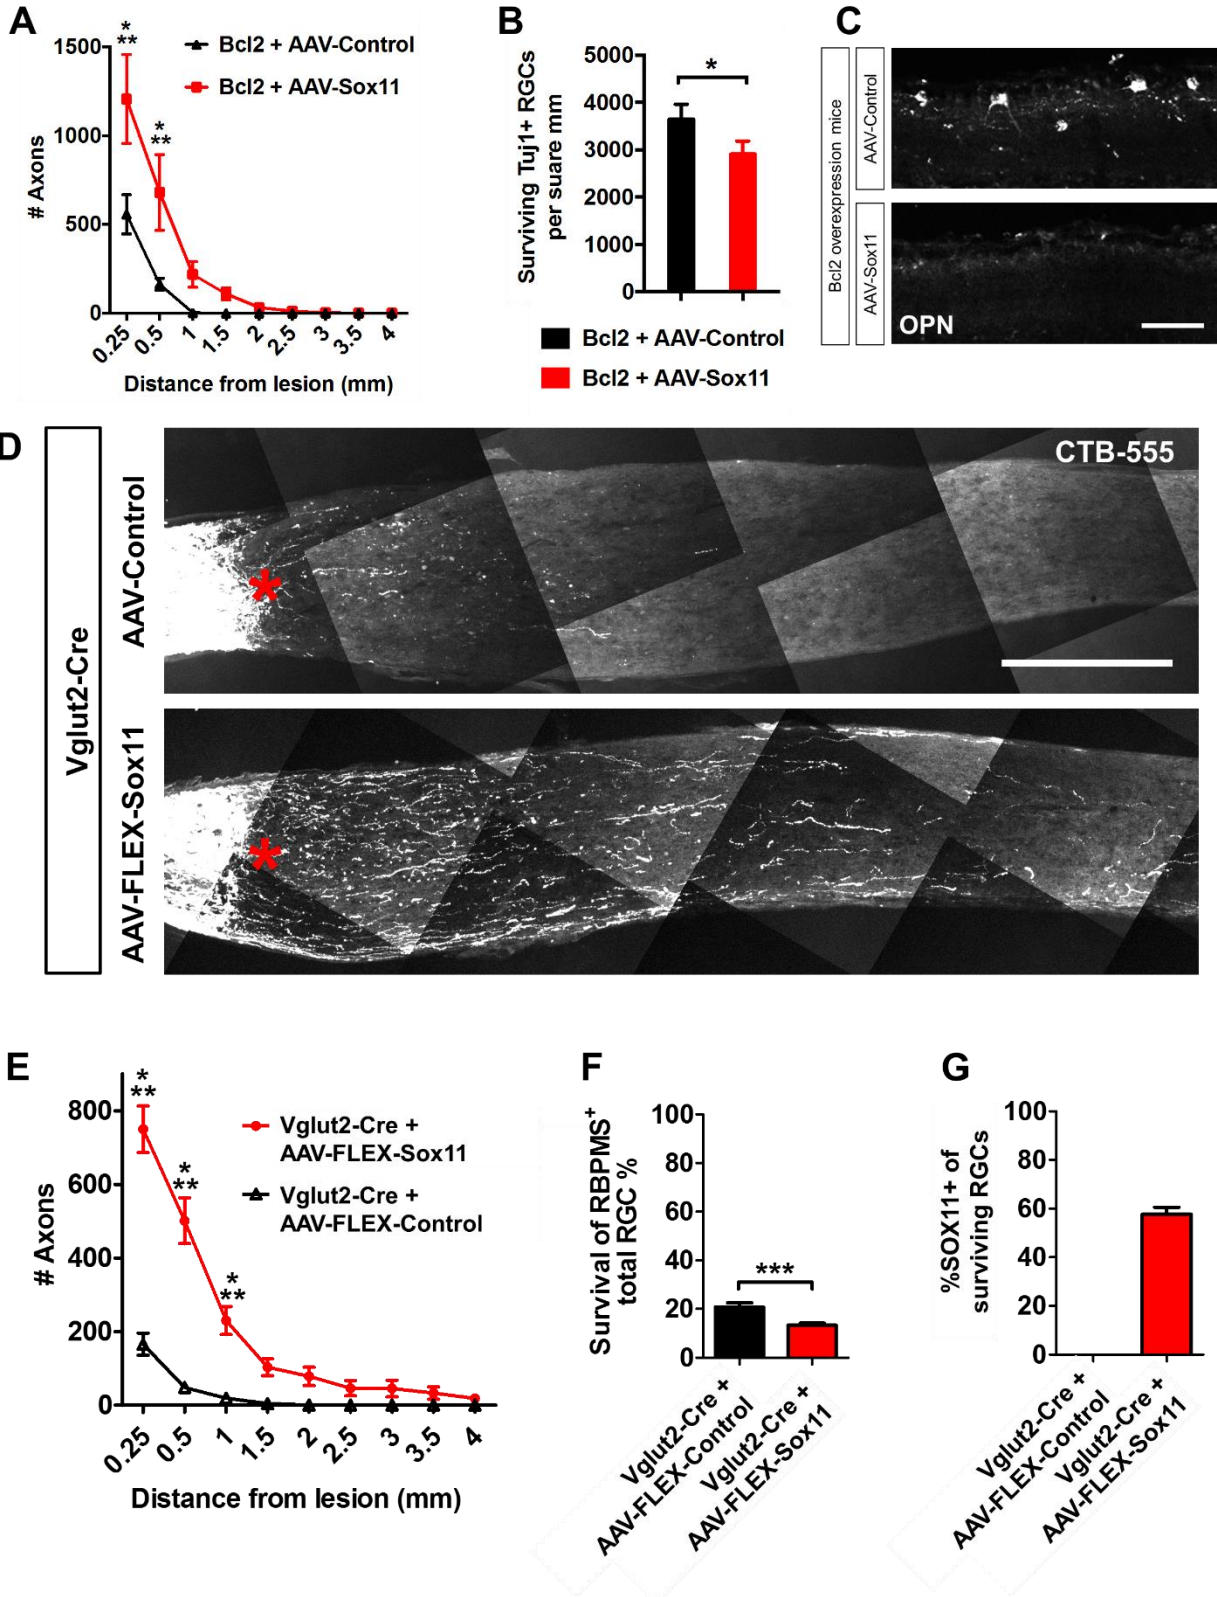 A
*
**
*
**
Bcl2 + AAV-Control
Bcl2 + AAV-Sox11
1500
1000
500
0
# Axons
0.25
0.5
1
1.5
2
2.5
3
3.5
4
Distance from lesion (mm)
B
Surviving Tuj1+ RGCs
per suare mm
5000
4000
3000
2000
1000
0
*
Bcl2 + AAV-Control
Bcl2 + AAV-Sox11
C
Bcl2 overexpression mice
AAV-Control
AAV-Sox11
OPN
D
Vglut2-Cre
AAV-Control
CTB-555
*
AAV-FLEX-Sox11
*
E
*
**
*
**
*
**
Vglut2-Cre +
AAV-FLEX-Sox11
Vglut2-Cre +
AAV-FLEX-Control
# Axons
800
600
400
200
0
0.25
0.5
1
1.5
2
2.5
3
3.5
4
Distance from lesion (mm)
F
Survival of RBPMS+
total RGC %
100
80
60
40
20
0
***
Vglut2-Cre +
AAV-FLEX-Control
Vglut2-Cre +
AAV-FLEX-Sox11
G
%SOX11+ of
surviving RGCs
100
80
60
40
20
0
Vglut2-Cre +
AAV-FLEX-Control
Vglut2-Cre +
AAV-FLEX-Sox11